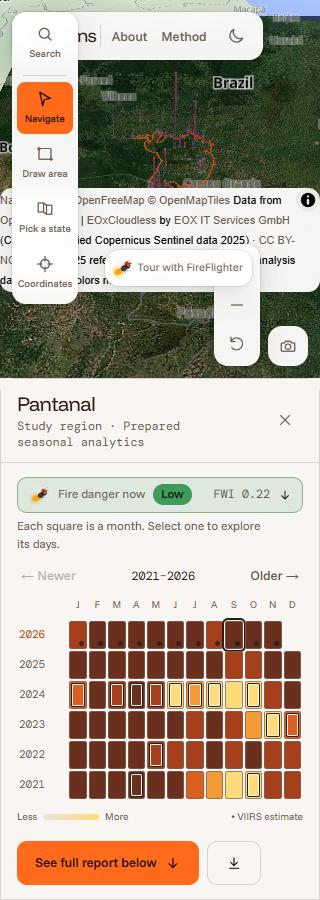 Macapá
Search
ms
About
Method
Brazil
Navigate
Draw area
Pick a state
Coordinates
OpenFreeMap © OpenMapTiles Data from
| EOxCloudless by EOX IT Services GmbH
ied Copernicus Sentinel data 2025) · CC BY-
Tour with FireFlighter
Pantanal
Study region · Prepared
seasonal analytics
Fire danger now Low FWI 0.22 ↓
Each square is a month. Select one to explore
its days.
← Newer 2021–2026 Older →
J F M A M J J A S O N D
2026
2025
2024
2023
2022
2021
Less More • VIIRS estimate
See full report below ↓